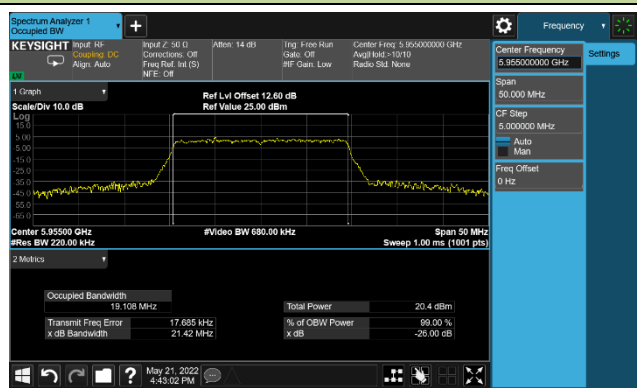 Spectrum Analyzer 1
Occupied BW
Frequency
KEYSIGHT Input: RF
Coupling: DC
Align: Auto
Input Z: 50 Ω
Corrections: Off
Freq Ref: Int (S)
NFE: Off
Atten: 14 dB
Trig: Free Run
Gate: Off
#IF Gain: Low
Center Freq: 5.955000000 GHz
Avg|Hold:>10/10
Radio Std: None
Center Frequency
5.955000000 GHz
Settings
Span
50.000 MHz
CF Step
5.000000 MHz
Auto
Man
Freq Offset
0 Hz
1 Graph
Scale/Div 10.0 dB
Ref Lvl Offset 12.60 dB
Ref Value 25.00 dBm
Log
15.0
5.00
-5.00
-15.0
-25.0
-35.0
-45.0
-55.0
-65.0
Center 5.95500 GHz
#Res BW 220.00 kHz
#Video BW 680.00 kHz
Span 50 MHz
Sweep 1.00 ms (1001 pts)
2 Metrics
Occupied Bandwidth
19.108 MHz
Total Power 20.4 dBm
Transmit Freq Error 17.685 kHz
% of OBW Power 99.00 %
x dB Bandwidth 21.42 MHz
x dB -26.00 dB
?
May 21, 2022
4:43:02 PM